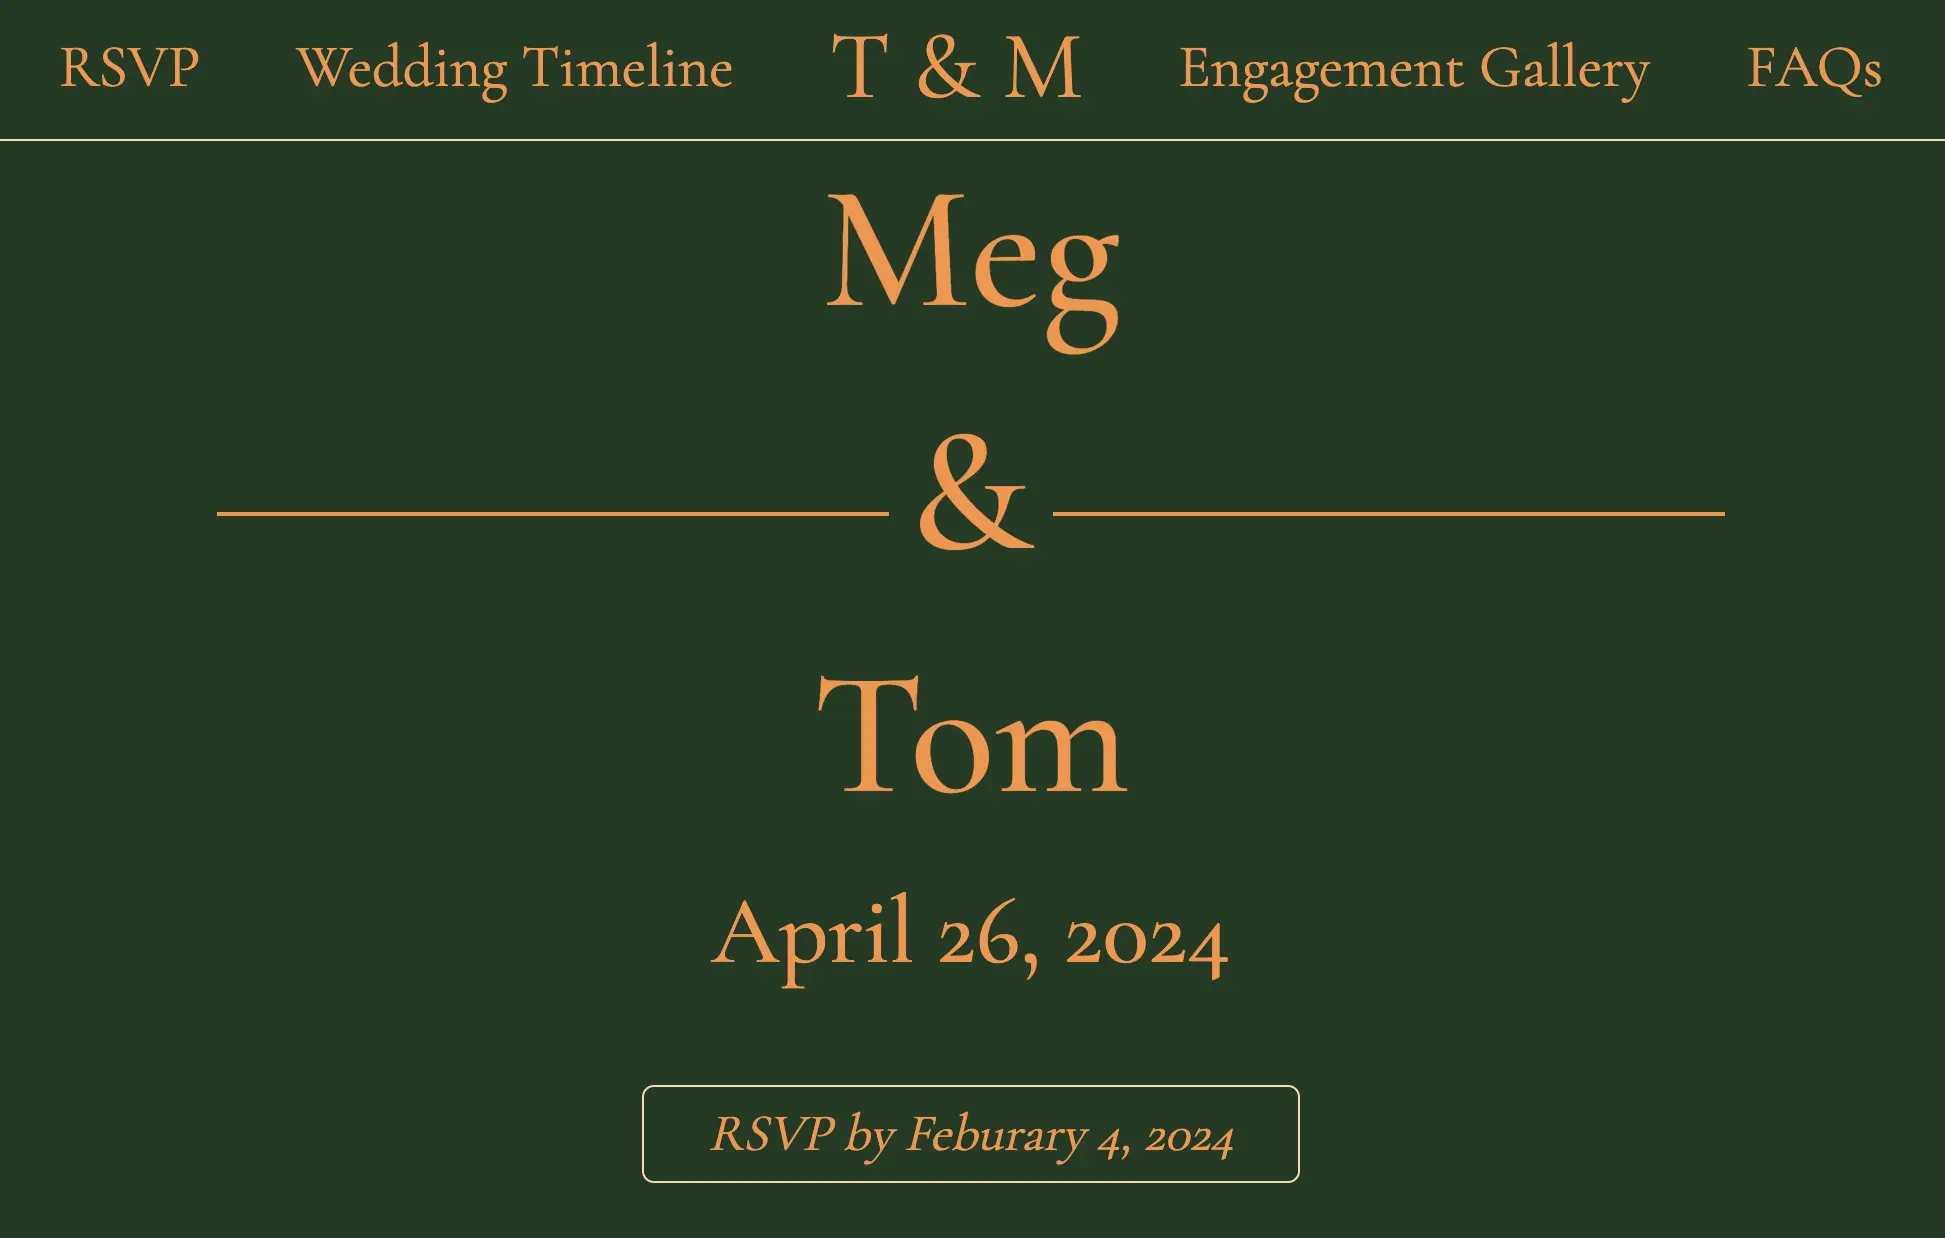 RSVP Wedding Timeline T & M Engagement Gallery FAQs
Meg
&
Tom
April 26, 2024
RSVP by Feburary 4, 2024